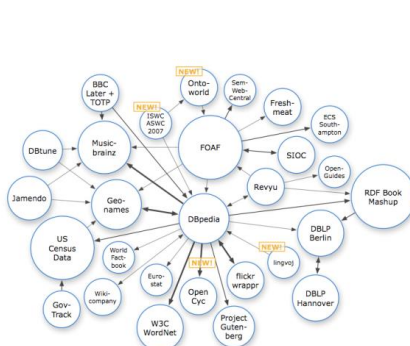 NEW!
BBC
Later +
TOTP
Onto-
world
Sem-
Web-
Central
NEW!
ISWC
ASWC
2007
Fresh-
meat
ECS
South-
ampton
DBtune
Music-
brainz
FOAF
SIOC
Open-
Guides
Revyu
Jamendo
Geo-
names
RDF Book
Mashup
DBpedia
US
Census
Data
DBLP
Berlin
World
Fact-
book
NEW!
lingvoj
NEW!
Euro-
stat
flickr
wrappr
Wiki-
company
Open
Cyc
DBLP
Hannover
Gov-
Track
W3C
WordNet
Project
Guten-
berg